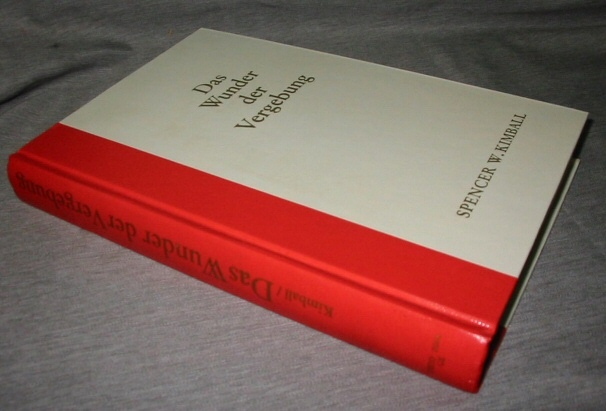 Das
Wunder
der
Vergebung
SPENCER W. KIMBALL
Kimball / Das Wunder der Vergebung